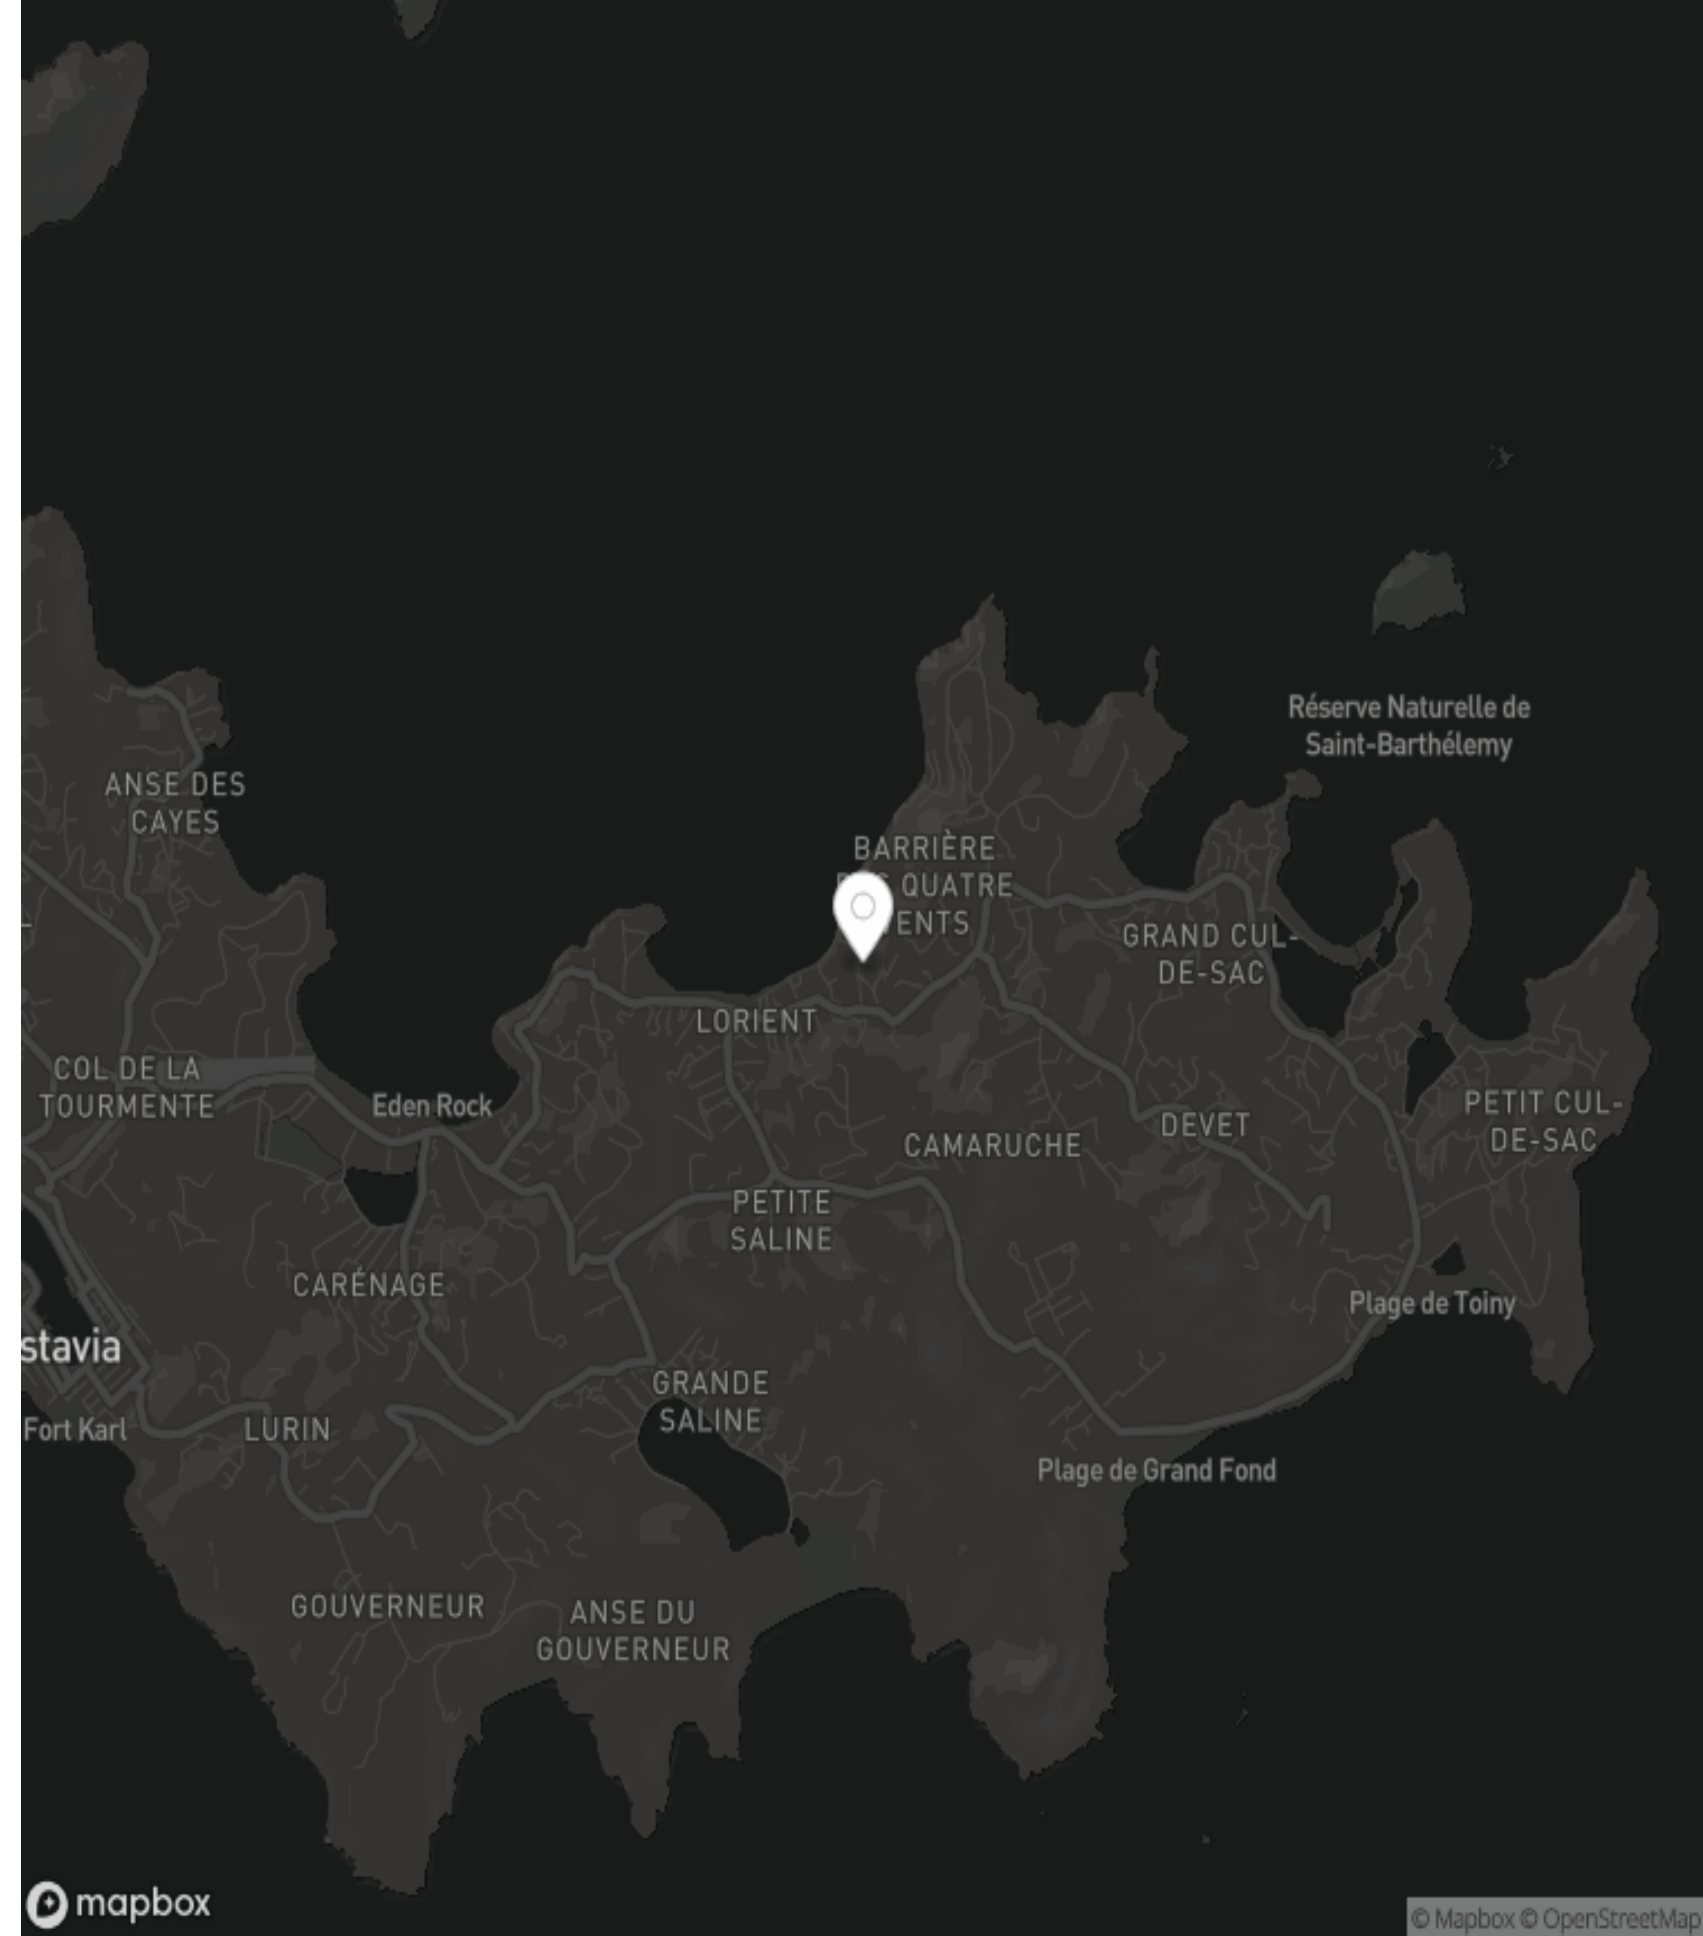 Réserve Naturelle de
Saint-Barthélemy
ANSE DES
CAYES
BARRIÈRE
QUATRE
GRAND CUL-
DE-SAC
LORIENT
COL DE LA
TOURMENTE
Eden Rock
PETIT CUL-
DE-SAC
DEVET
CAMARUCHE
PETITE
SALINE
CARÉNAGE
Plage de Toiny
stavia
GRANDE
SALINE
Fort Karl
LURIN
Plage de Grand Fond
GOUVERNEUR
ANSE DU
GOUVERNEUR
mapbox
© Mapbox © OpenStreetMap